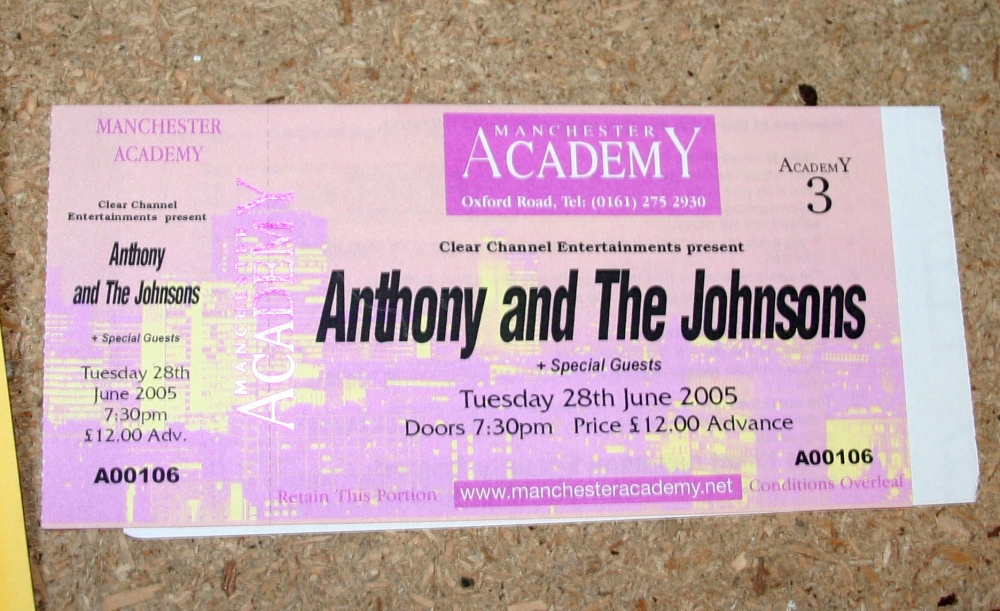 MANCHESTER
ACADEMY
Clear Channel
Entertainments present
Anthony
and The Johnsons
+ Special Guests
Tuesday 28th
June 2005
7:30pm
£12.00 Adv.
A00106
MANCHESTER
ACADEMY
MANCHESTER
ACADEMY
Oxford Road, Tel: (0161) 275 2930
ACADEMY
3
Clear Channel Entertainments present
Anthony and The Johnsons
+ Special Guests
Tuesday 28th June 2005
Doors 7:30pm Price £12.00 Advance
A00106
Retain This Portion www.manchesteracademy.net Conditions Overleaf